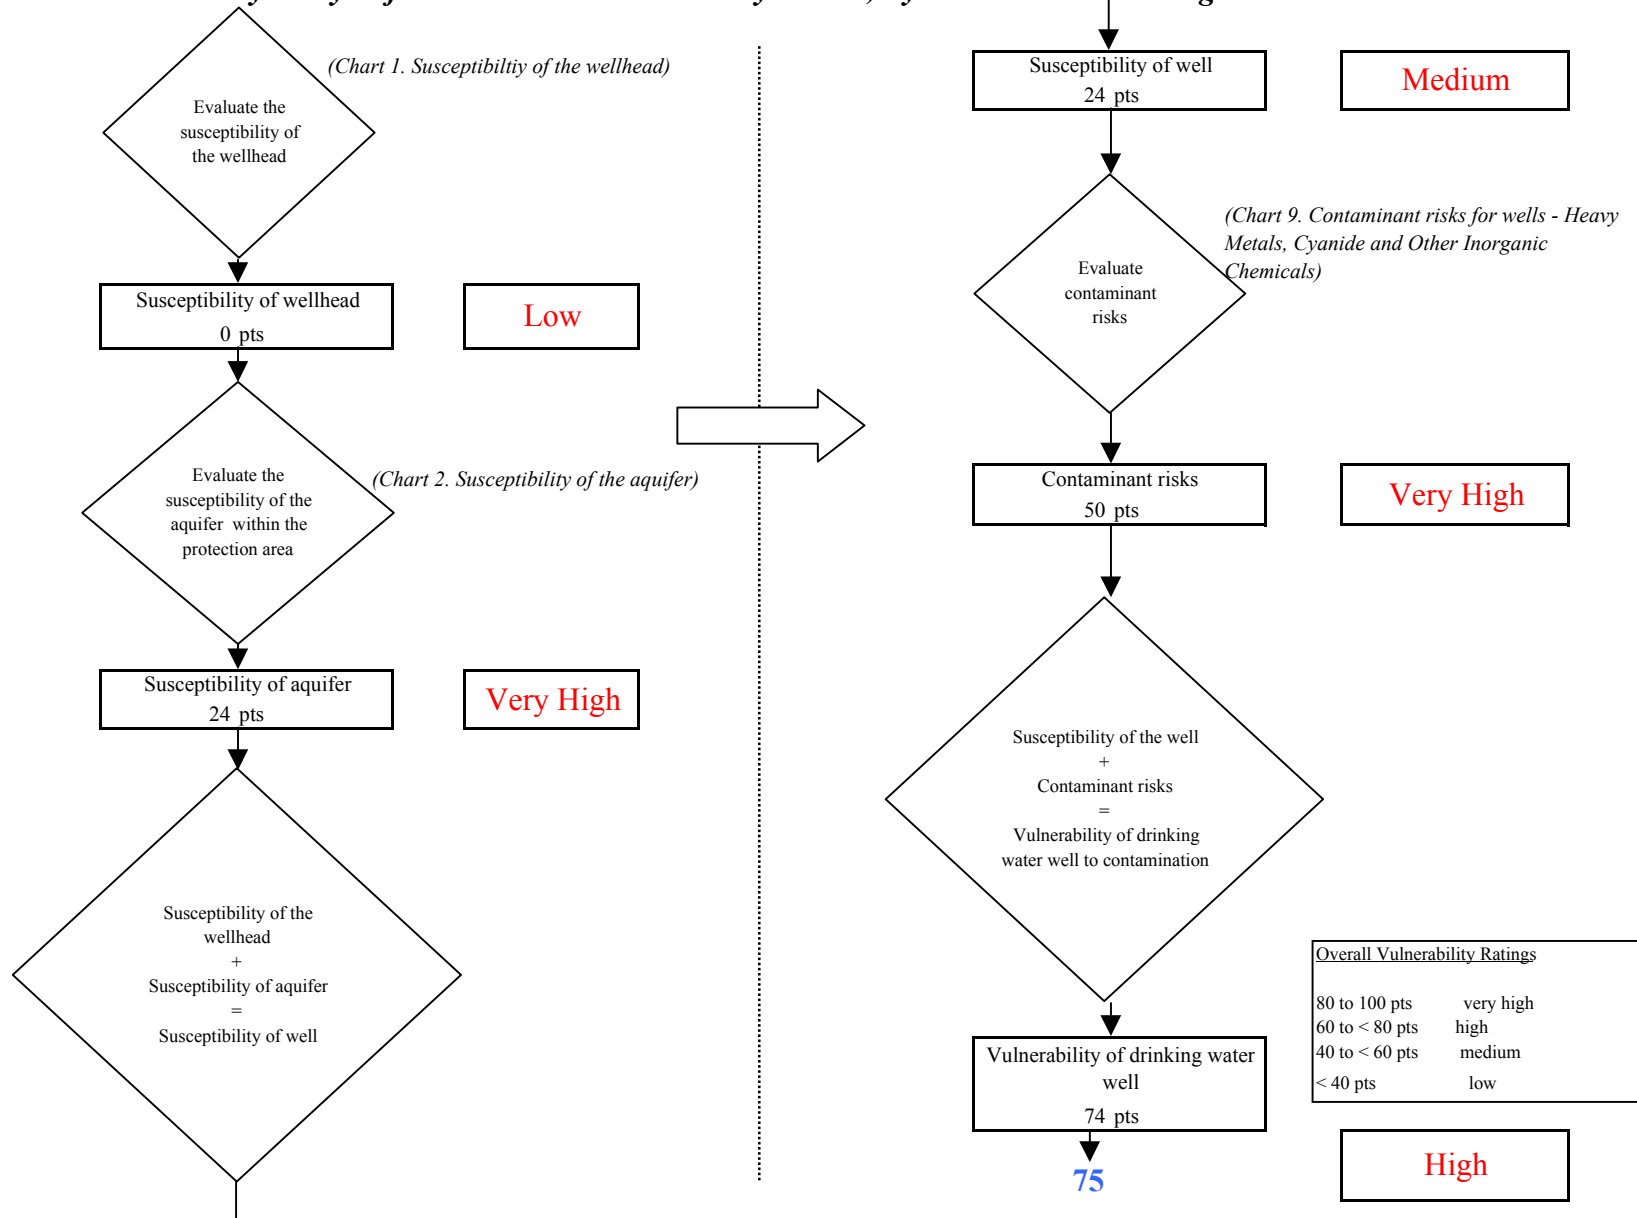 (Chart 1. Susceptibiltiy of the wellhead)
Evaluate the
susceptibility of
the wellhead
Susceptibility of wellhead
0 pts
Low
Evaluate the
susceptibility of the
aquifer within the
protection area
(Chart 2. Susceptibility of the aquifer)
Susceptibility of aquifer
24 pts
Very High
Susceptibility of the
wellhead
+
Susceptibility of aquifer
=
Susceptibility of well
Susceptibility of well
24 pts
Medium
(Chart 9. Contaminant risks for wells - Heavy
Metals, Cyanide and Other Inorganic
Chemicals)
Evaluate
contaminant
risks
Contaminant risks
50 pts
Very High
Susceptibility of the well
+
Contaminant risks
=
Vulnerability of drinking
water well to contamination
Overall Vulnerability Ratings
80 to 100 pts very high
60 to < 80 pts high
40 to < 60 pts medium
< 40 pts low
Vulnerability of drinking water
well
74 pts
75
High